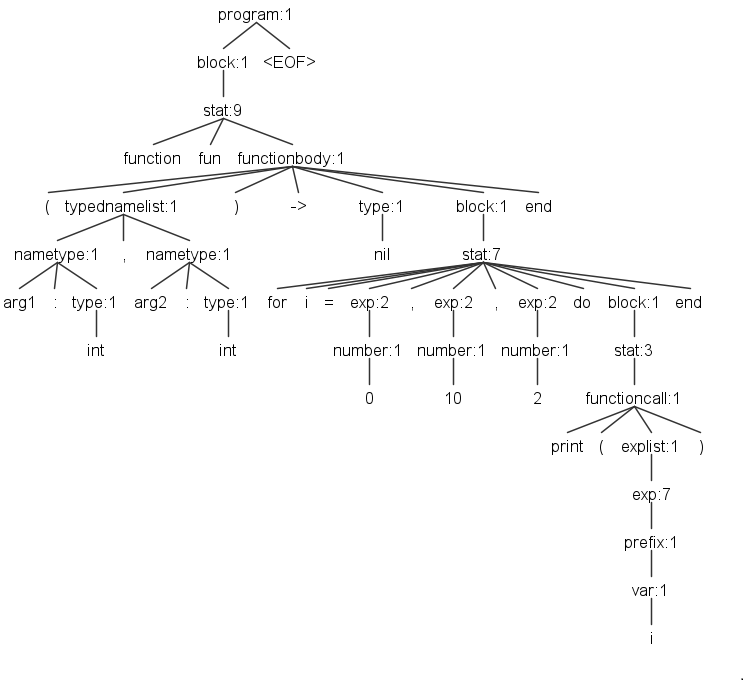 program:1
block:1 <EOF>
stat:9
function fun functionbody:1
( typednamelist:1 ) -> type:1 block:1 end
nametype:1 , nametype:1 nil stat:7
arg1 : type:1 arg2 : type:1 for i = exp:2 , exp:2 , exp:2 do block:1 end
int int number:1 number:1 number:1 stat:3
0 10 2 functioncall:1
print ( explist:1 )
exp:7
prefix:1
var:1
i